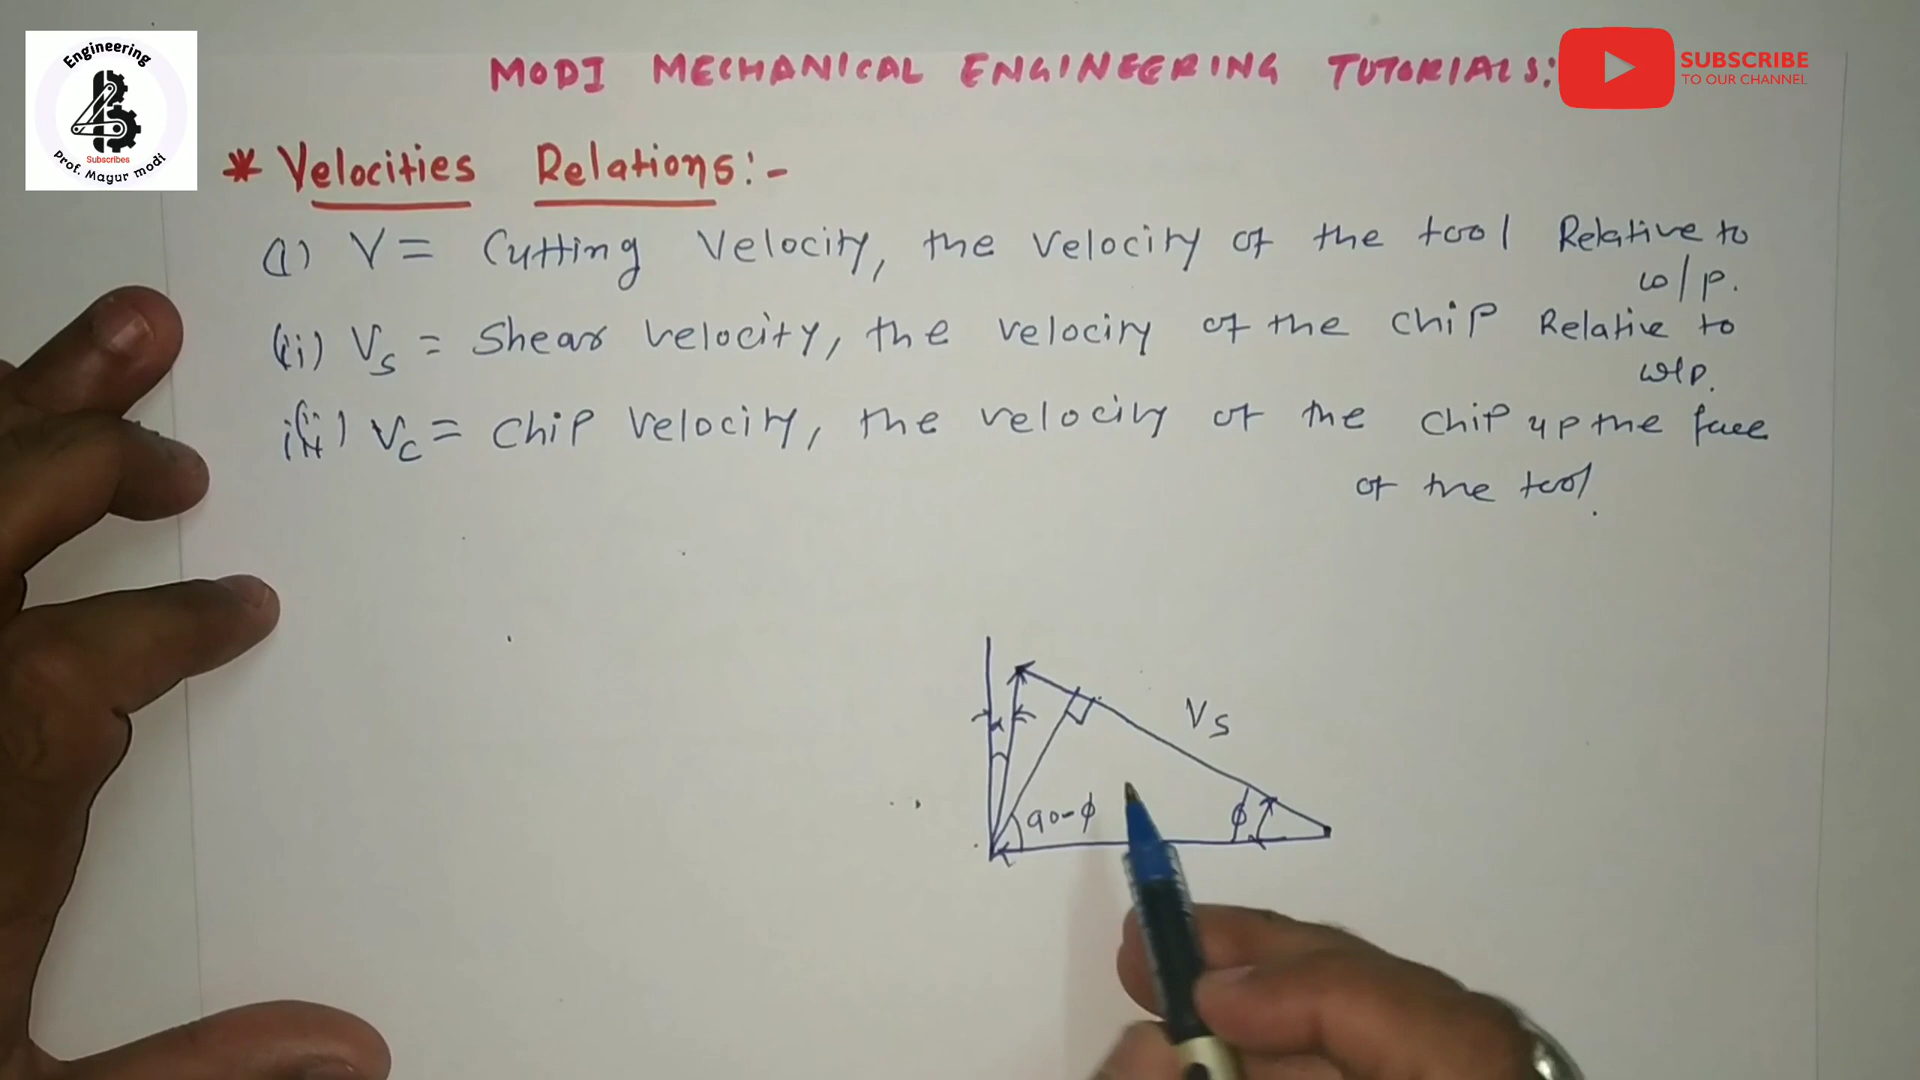 Engineering
Subscribes
Prof. Mayur modi
MODI MECHANICAL ENGINEERING TUTORIALS:
SUBSCRIBE
TO OUR CHANNEL
* Velocities Relations:-
(i) V = Cutting Velocity, the velocity of the tool Relative to
w/p.
(ii) Vs = Shear velocity, the velocity of the chip Relative to
w/p.
iii) Vc = chip velocity, the velocity of the chip up the face
of the tool.
Vs
90-ϕ
ϕ